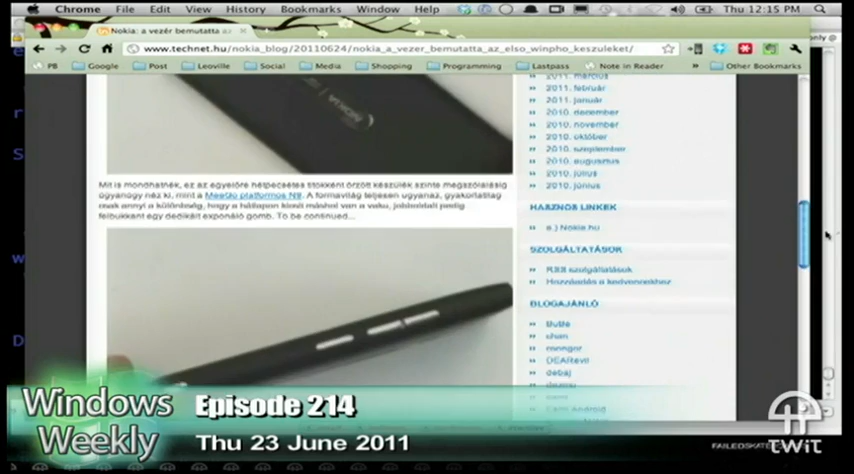 Chrome File Edit View History Bookmarks Window Help Thu 12:15 PM
Nokia: a vezér bemutatta az
www.technet.hu/nokia_blog/20110624/nokia_a_vezer_bemutatta_az_elso_winpho_keszuleket/
PB Google Post Leoville Social Media Shopping Programming Lastpass Note in Reader » Other Bookmarks
2011. március
2011. február
2011. január
2010. december
2010. november
2010. október
2010. szeptember
2010. augusztus
2010. július
2010. június
NOKIA
Mit is mondhatnék, ez az egyelőre hétpecsétes titokként őrzött készülék szinte megszólalásig
úgyanúgy néz ki, mint a MeeGo platformos N9. A formavilág teljesen ugyanaz, gyakorlatilag
csak annyi a különbség, hogy a hátlapon kicsit máshol van a vaku, jobboldalt pedig
felbukkant egy dedikált exponáló gomb. To be continued...
HASZNOS LINKEK
e.) Nokia.hu
SZOLGÁLTATÁSOK
RSS szolgáltatások
Hozzáadás a kedvencekhez
BLOGAJÁNLÓ
DEARevil
Windows
Weekly
Episode 214
Thu 23 June 2011
TWiT